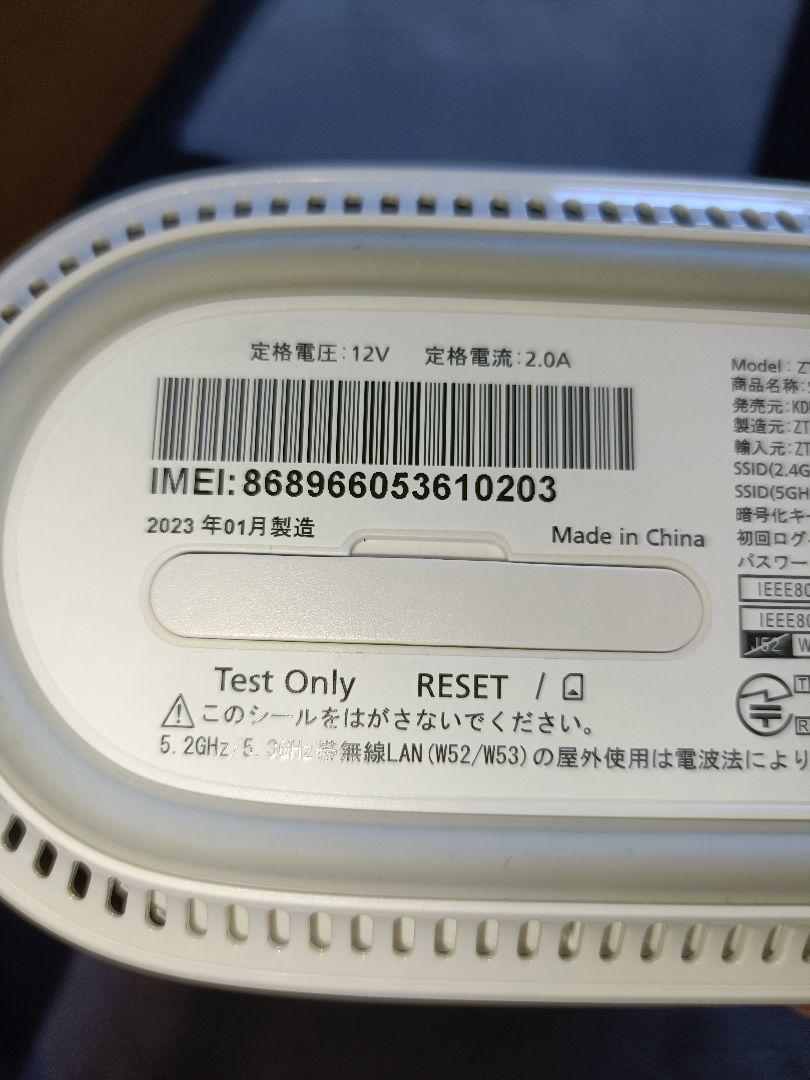 定格電圧:12V 定格電流:2.0A
IMEI:868966053610203
2023 年01月製造
Made in China
Test Only RESET /
このシールをはがさないでください。
5.2GHz/5.3GHz帯無線LAN(W52/W53)の屋外使用は電波法により
Model:
商品名称:
発売元:KD
製造元:ZT
輸入元:ZT
SSID(2.4G
SSID(5GH
暗号化キー
初回ログ
パスワー
IEEE80
IEEE80
J52 W
R